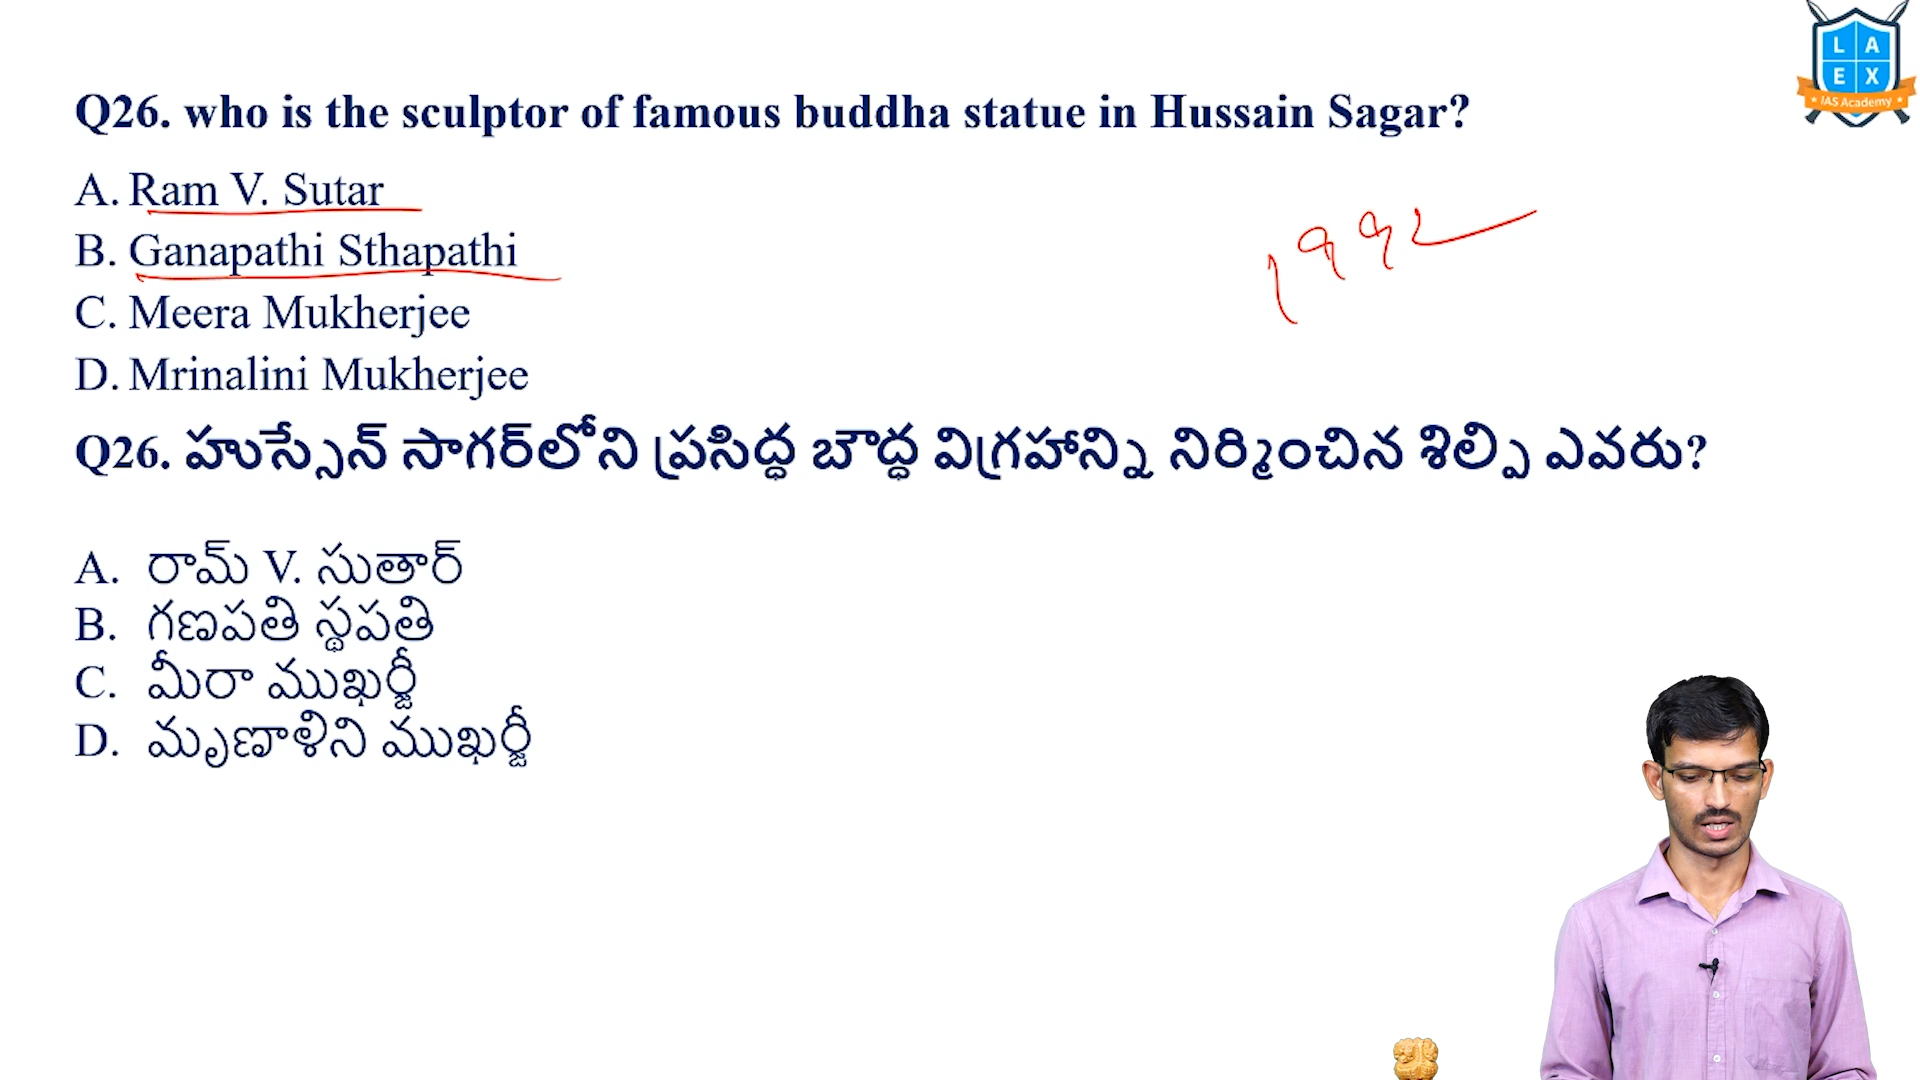 L A
E X
IAS Academy
Q26. who is the sculptor of famous buddha statue in Hussain Sagar?
A. Ram V. Sutar
B. Ganapathi Sthapathi
C. Meera Mukherjee
D. Mrinalini Mukherjee
1992
Q26. హుస్సేన్ సాగర్‌లోని ప్రసిద్ధ బౌద్ధ విగ్రహాన్ని నిర్మించిన శిల్పి ఎవరు?
A. రామ్ V. సుతార్
B. గణపతి స్థపతి
C. మీరా ముఖర్జీ
D. మృణాళిని ముఖర్జీ